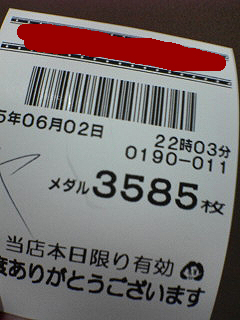 5年06月02日
22時03分
0190-011
メダル3585枚
当店本日限り有効
度ありがとうございます